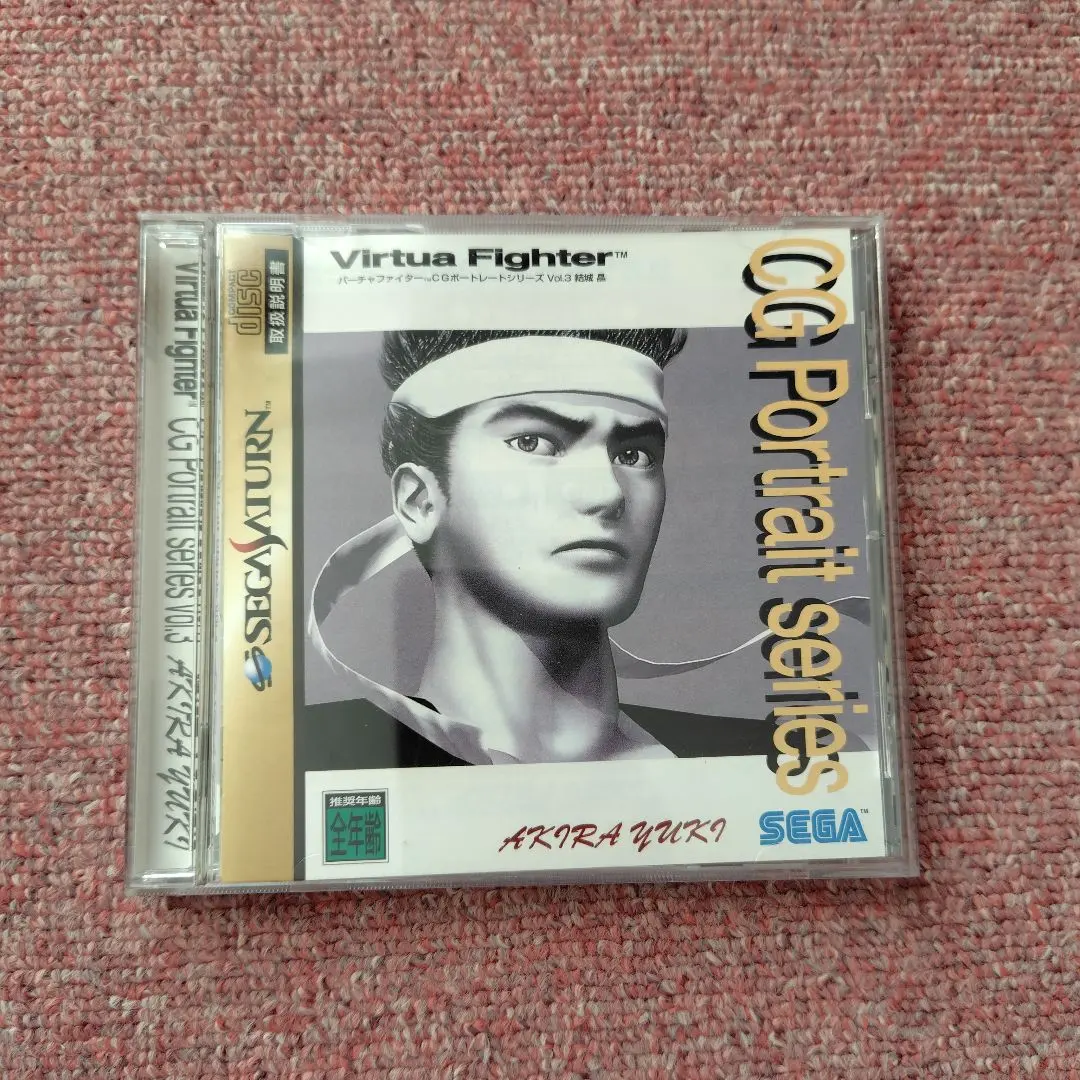 Virtua Fighter™ CG Portrait series vol.3 AKIRA YUKI
COMPACT
disc
取扱説明書
SEGA SATURN™
Virtua Fighter™
バーチャファイター™CGポートレートシリーズ Vol.3 結城 晶
CG Portrait series
推奨年齢
全年齢
AKIRA YUKI
SEGA™